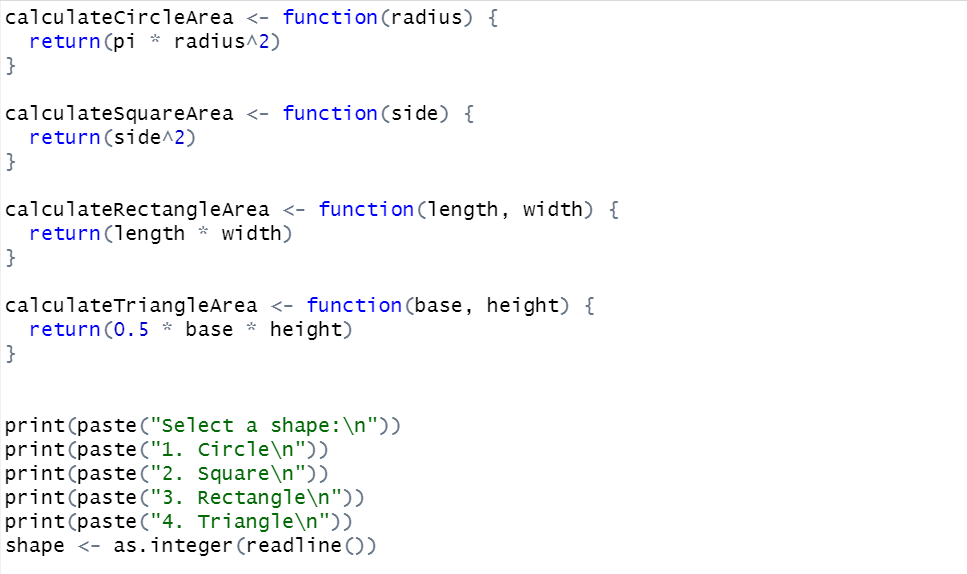 calculateCircleArea <- function(radius) {
  return(pi * radius^2)
}
calculateSquareArea <- function(side) {
  return(side^2)
}
calculateRectangleArea <- function(length, width) {
  return(length * width)
}
calculateTriangleArea <- function(base, height) {
  return(0.5 * base * height)
}
print(paste("Select a shape:\n"))
print(paste("1. Circle\n"))
print(paste("2. Square\n"))
print(paste("3. Rectangle\n"))
print(paste("4. Triangle\n"))
shape <- as.integer(readline())